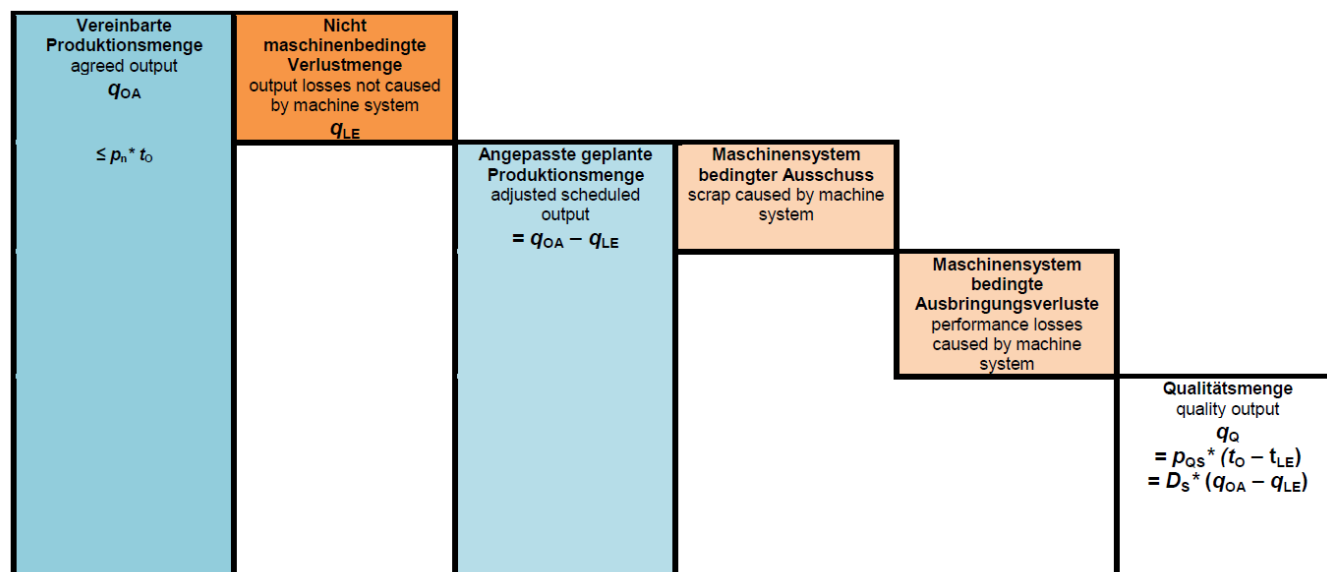 Vereinbarte
Produktionsmenge
agreed output
qOA
≤ pn* tO
Nicht
maschinenbedingte
Verlustmenge
output losses not caused
by machine system
qLE
Angepasste geplante
Produktionsmenge
adjusted scheduled
output
= qOA – qLE
Maschinensystem
bedingter Ausschuss
scrap caused by machine
system
Maschinensystem
bedingte
Ausbringungsverluste
performance losses
caused by machine
system
Qualitätsmenge
quality output
qQ
= pQS* (tO – tLE)
= DS* (qOA – qLE)